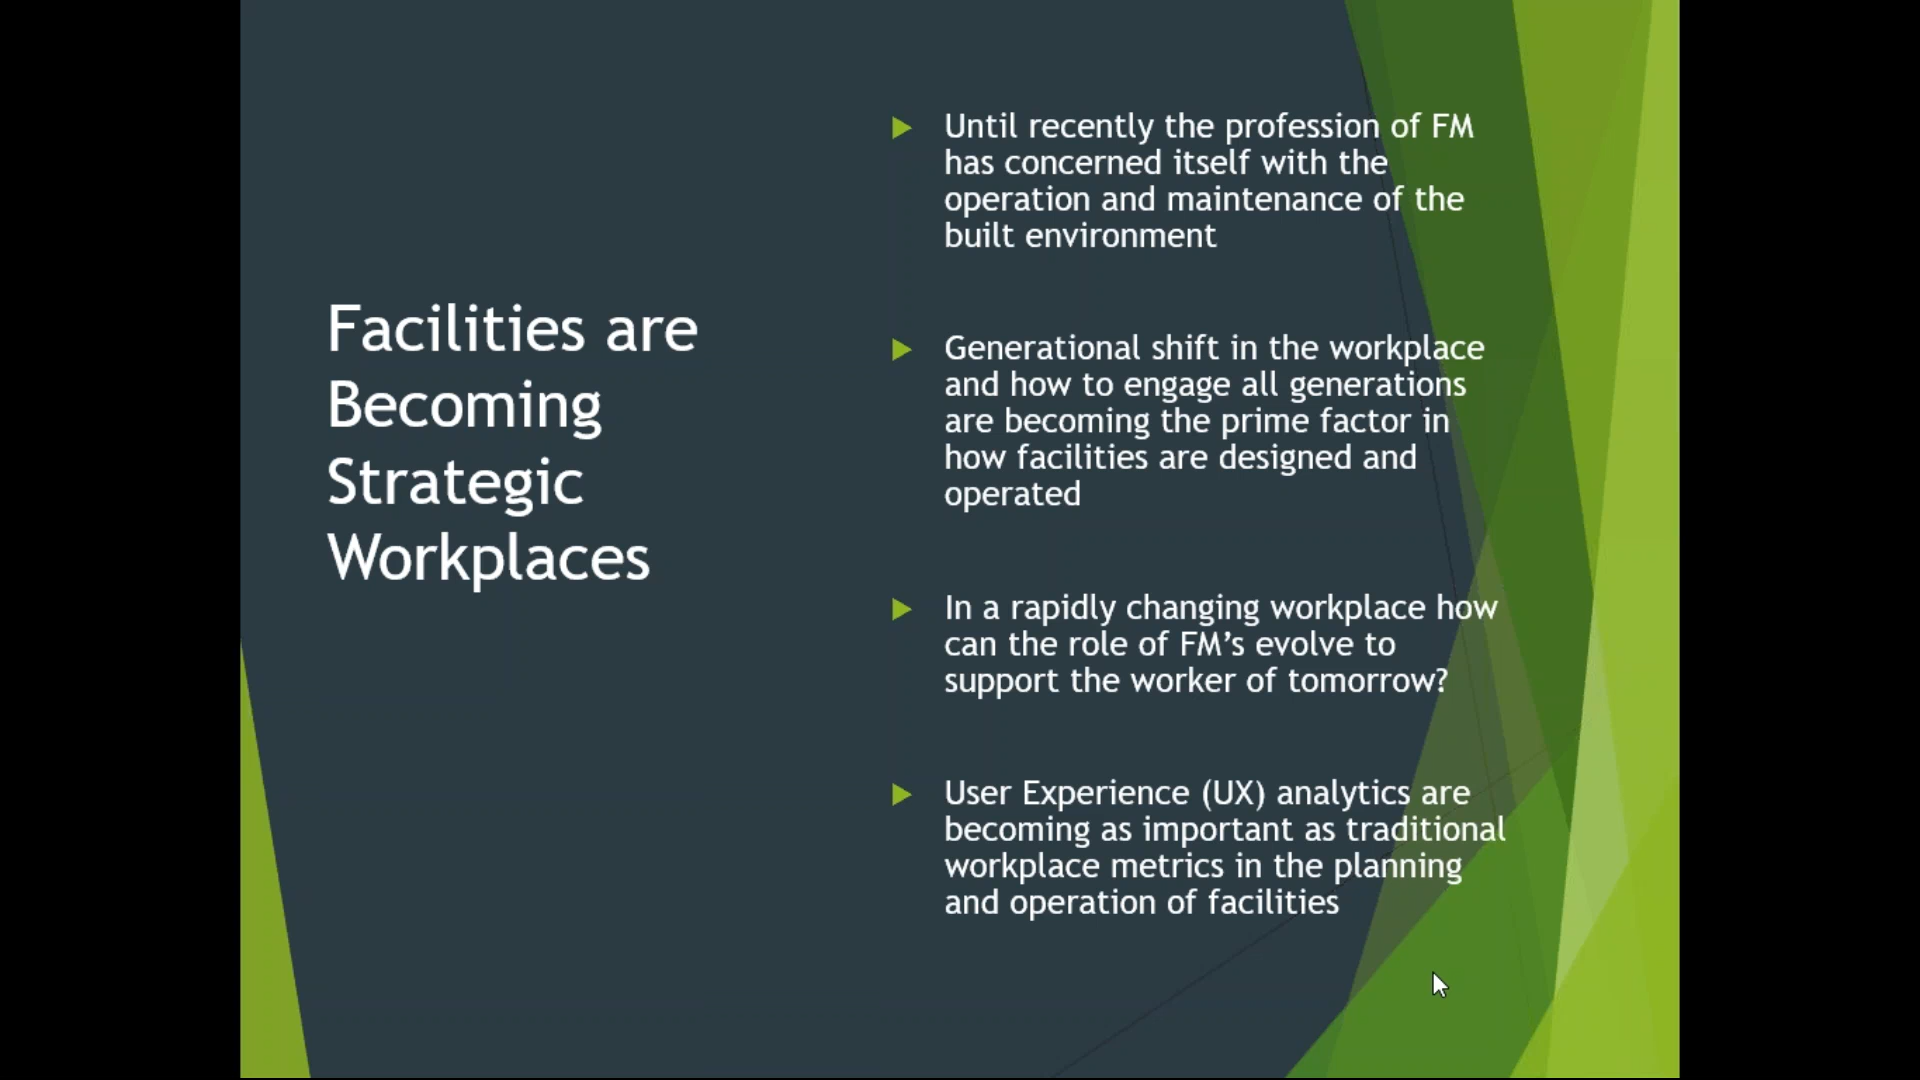 Facilities are
Becoming
Strategic
Workplaces
Until recently the profession of FM
has concerned itself with the
operation and maintenance of the
built environment
Generational shift in the workplace
and how to engage all generations
are becoming the prime factor in
how facilities are designed and
operated
In a rapidly changing workplace how
can the role of FM’s evolve to
support the worker of tomorrow?
User Experience (UX) analytics are
becoming as important as traditional
workplace metrics in the planning
and operation of facilities